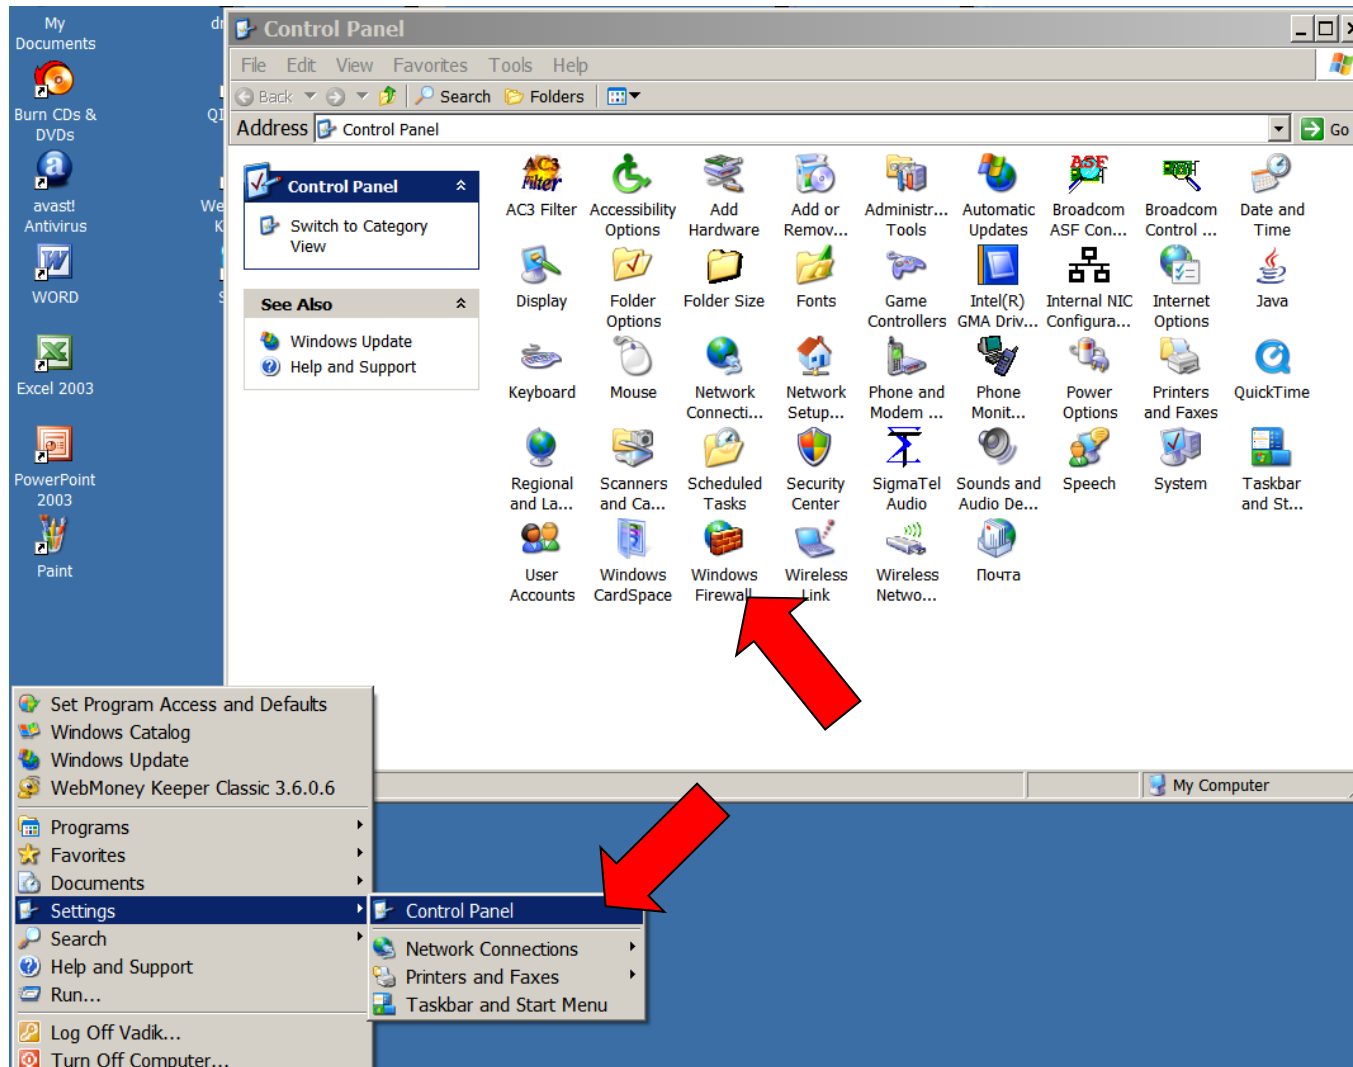 My
Documents
Burn CDs &
DVDs
avast!
Antivirus
WORD
Excel 2003
PowerPoint
2003
Paint
Control Panel
File Edit View Favorites Tools Help
Back Search Folders
Address Control Panel Go
Control Panel
Switch to Category
View
See Also
Windows Update
Help and Support
AC3
Filter
ASF
AC3 Filter Accessibility Add Add or Administr... Automatic Broadcom Broadcom Date and
Options Hardware Remov... Tools Updates ASF Con... Control ... Time
Display Folder Folder Size Fonts Game Intel(R) Internal NIC Internet Java
Options Controllers GMA Driv... Configura... Options
Keyboard Mouse Network Network Phone and Phone Power Printers QuickTime
Connecti... Setup... Modem ... Monit... Options and Faxes
Regional Scanners Scheduled Security SigmaTel Sounds and Speech System Taskbar
and La... and Ca... Tasks Center Audio Audio De... and St...
User Windows Windows Wireless Wireless Почта
Accounts CardSpace Firewall Link Netwo...
My Computer
Set Program Access and Defaults
Windows Catalog
Windows Update
WebMoney Keeper Classic 3.6.0.6
Programs
Favorites
Documents
Settings
Search
Help and Support
Run...
Log Off Vadik...
Turn Off Computer...
Control Panel
Network Connections
Printers and Faxes
Taskbar and Start Menu